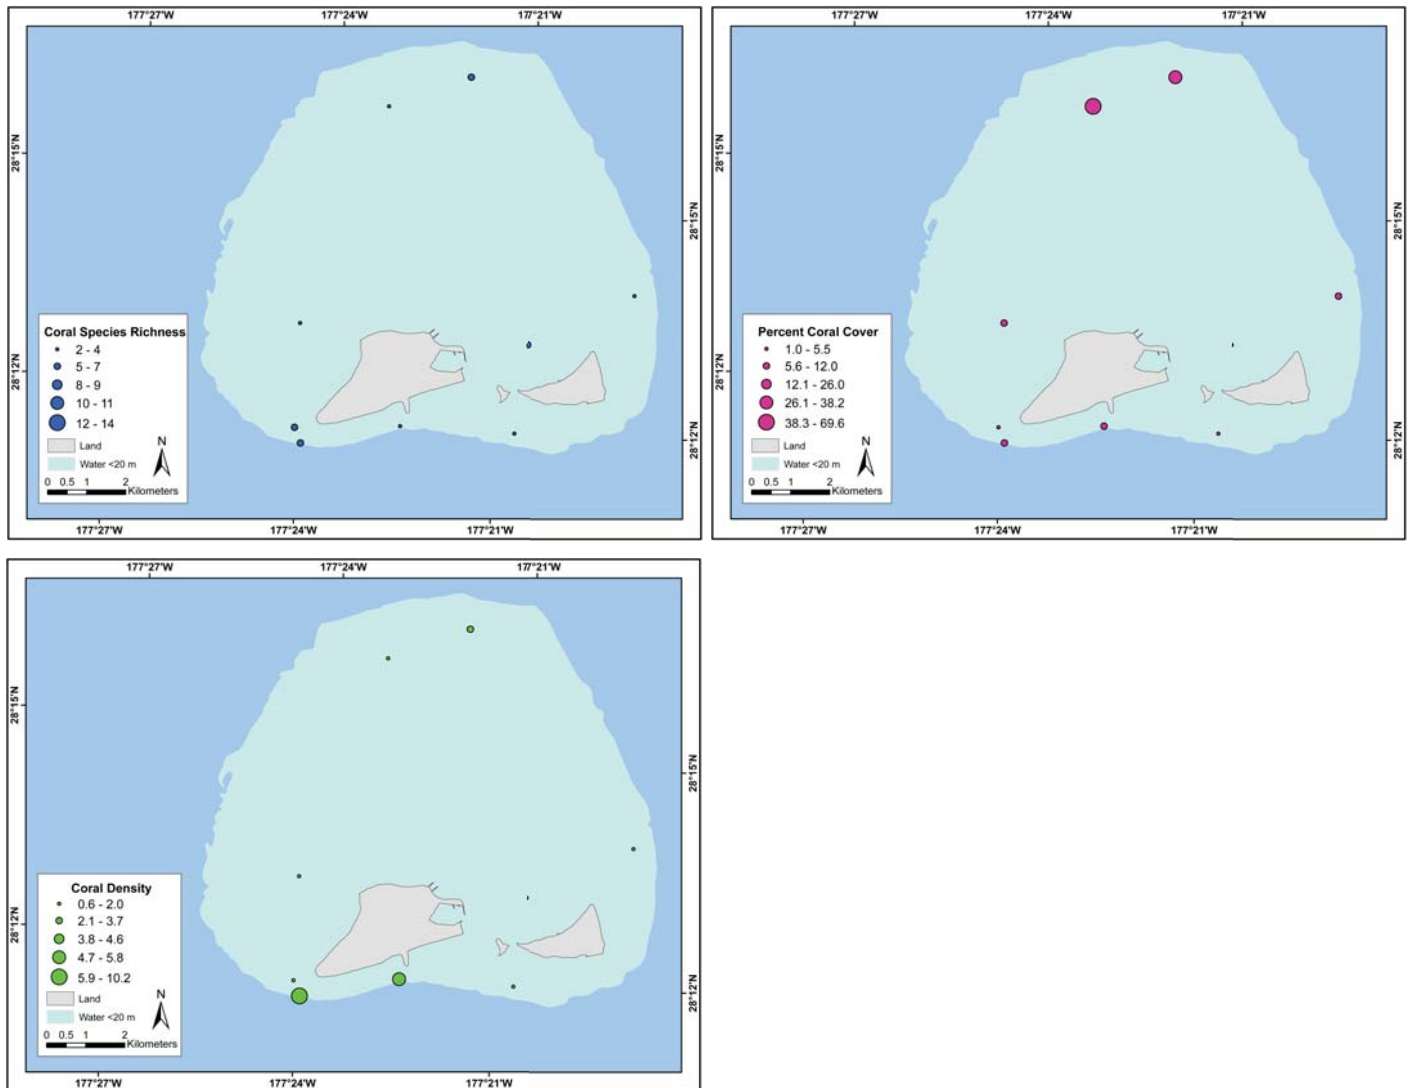 177°27'W 177°24'W 177°21'W
28°15'N
28°15'N
28°12'N
28°12'N
Coral Species Richness
2 - 4
5 - 7
8 - 9
10 - 11
12 - 14
Land
Water <20 m
N
0 0.5 1 2
Kilometers
177°27'W 177°24'W 177°21'W
177°27'W 177°24'W 177°21'W
28°15'N
28°15'N
28°12'N
28°12'N
Percent Coral Cover
1.0 - 5.5
5.6 - 12.0
12.1 - 26.0
26.1 - 38.2
38.3 - 69.6
Land
Water <20 m
N
0 0.5 1 2
Kilometers
177°27'W 177°24'W 177°21'W
177°27'W 177°24'W 177°21'W
28°15'N
28°15'N
28°12'N
28°12'N
Coral Density
0.6 - 2.0
2.1 - 3.7
3.8 - 4.6
4.7 - 5.8
5.9 - 10.2
Land
Water <20 m
N
0 0.5 1 2
Kilometers
177°27'W 177°24'W 177°21'W